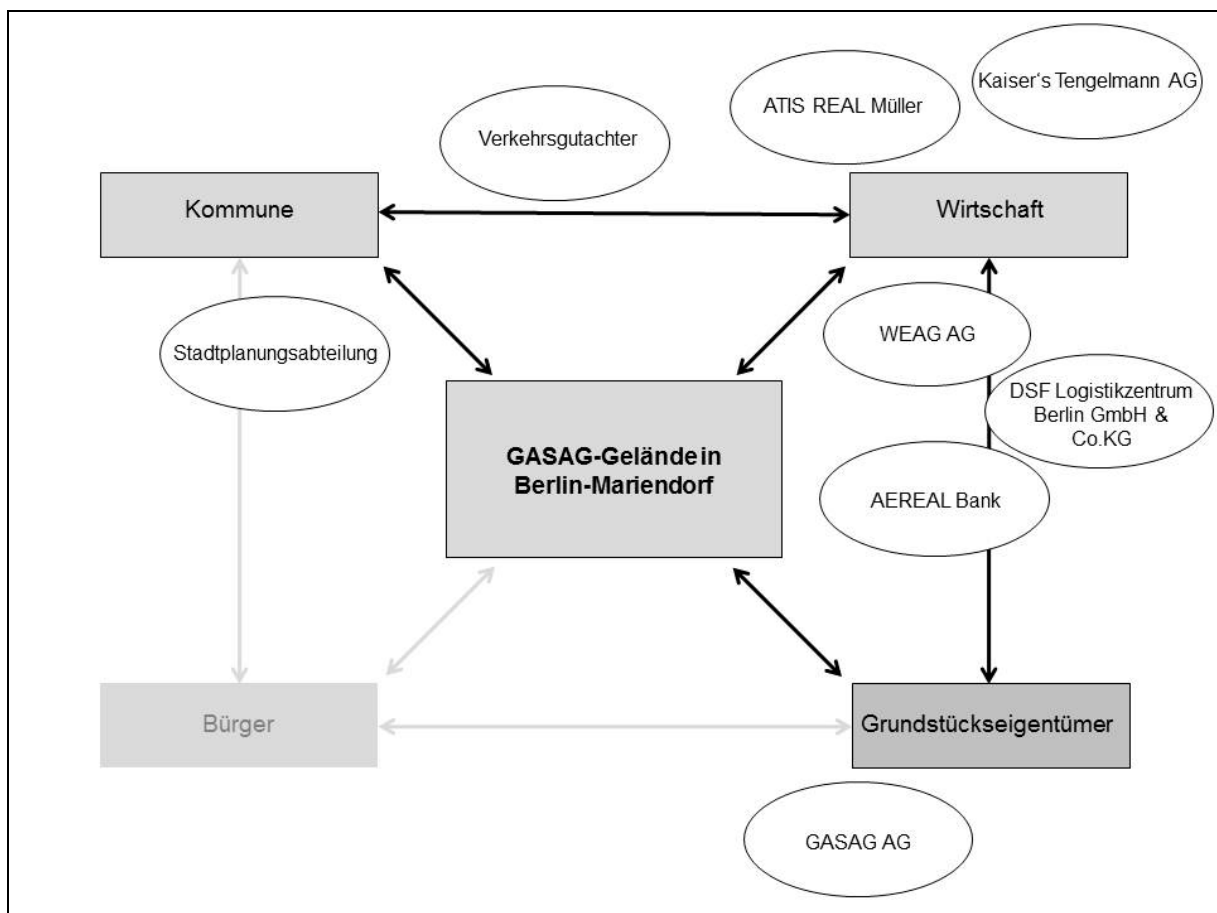 Kaiser's Tengelmann AG
ATIS REAL Müller
Verkehrsgutachter
Kommune
Wirtschaft
Stadtplanungsabteilung
WEAG AG
DSF Logistikzentrum
Berlin GmbH &
Co.KG
GASAG-Gelände in
Berlin-Mariendorf
AEREAL Bank
Bürger
Grundstückseigentümer
GASAG AG